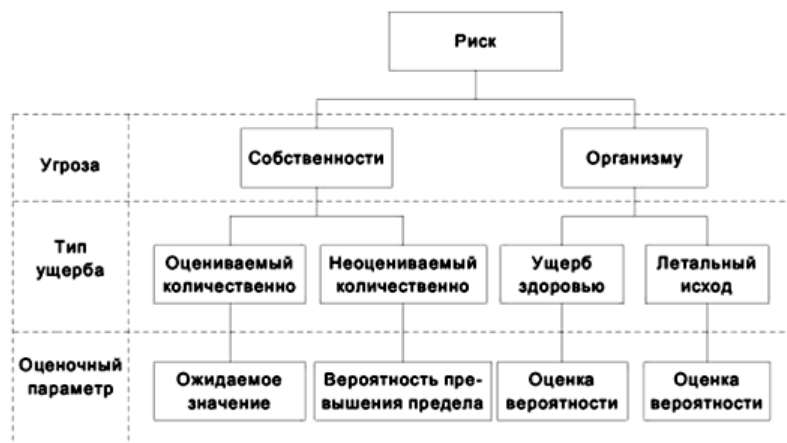 Риск
Угроза
Собственности
Организму
Тип
ущерба
Оцениваемый
количественно
Неоцениваемый
количественно
Ущерб
здоровью
Летальный
исход
Оценочный
параметр
Ожидаемое
значение
Вероятность пре-
вышения предела
Оценка
вероятности
Оценка
вероятности